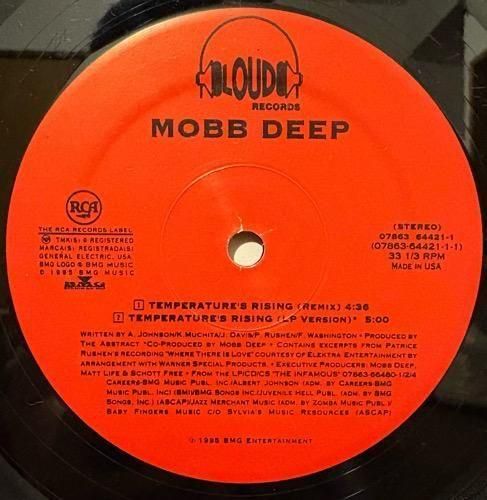 LOUD
RECORDS
MOBB DEEP
RCA
THE RCA RECORDS LABEL
TMK(S) ® REGISTERED
MARCA(S) REGISTRADA(S)
GENERAL ELECTRIC, USA
BMG LOGO ® BMG MUSIC
© 1995 BMG MUSIC
BMG
(STEREO)
07863 64421-1
(07863-64421-1-1)
33 1/3 RPM
MADE IN USA
1 TEMPERATURE'S RISING (REMIX) 4:36
2 TEMPERATURE'S RISING (LP VERSION)* 5:00
WRITTEN BY A. JOHNSON/K.MUCHITA/J. DAVIS/P. RUSHEN/F. WASHINGTON • PRODUCED BY
THE ABSTRACT *CO-PRODUCED BY MOBB DEEP • CONTAINS EXCERPTS FROM PATRICE
RUSHEN'S RECORDING "WHERE THERE IS LOVE" COURTESY OF ELEKTRA ENTERTAINMENT BY
ARRANGEMENT WITH WARNER SPECIAL PRODUCTS. • EXECUTIVE PRODUCERS: MOBB DEEP,
MATT LIFE & SCHOTT FREE • FROM THE LP/CD/CS "THE INFAMOUS" 07863-66480-1/2/4
CAREERS-BMG MUSIC PUBL. INC/ALBERT JOHNSON (ADM. BY CAREERS-BMG
MUSIC PUBL. INC) (BMI)/BMG SONGS, INC./JUVENILE HELL PUBL. (ADM. BY BMG
SONGS, INC.) (ASCAP)/JAZZ MERCHANT MUSIC (ADM. BY ZOMBA MUSIC PUBL.)/
BABY FINGERS MUSIC C/O SYLVIA'S MUSIC RESOURCES (ASCAP)
℗ 1995 BMG ENTERTAINMENT